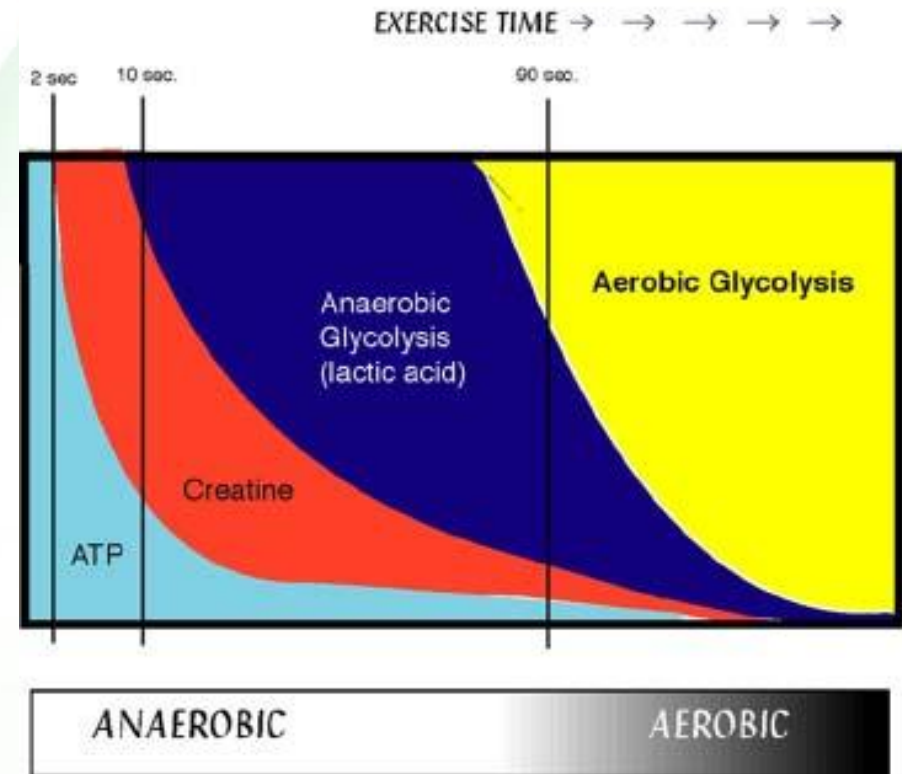 EXERCISE TIME → → → → →
2 sec 10 sec. 90 sec.
Aerobic Glycolysis
Anaerobic
Glycolysis
(lactic acid)
Creatine
ATP
ANAEROBIC AEROBIC